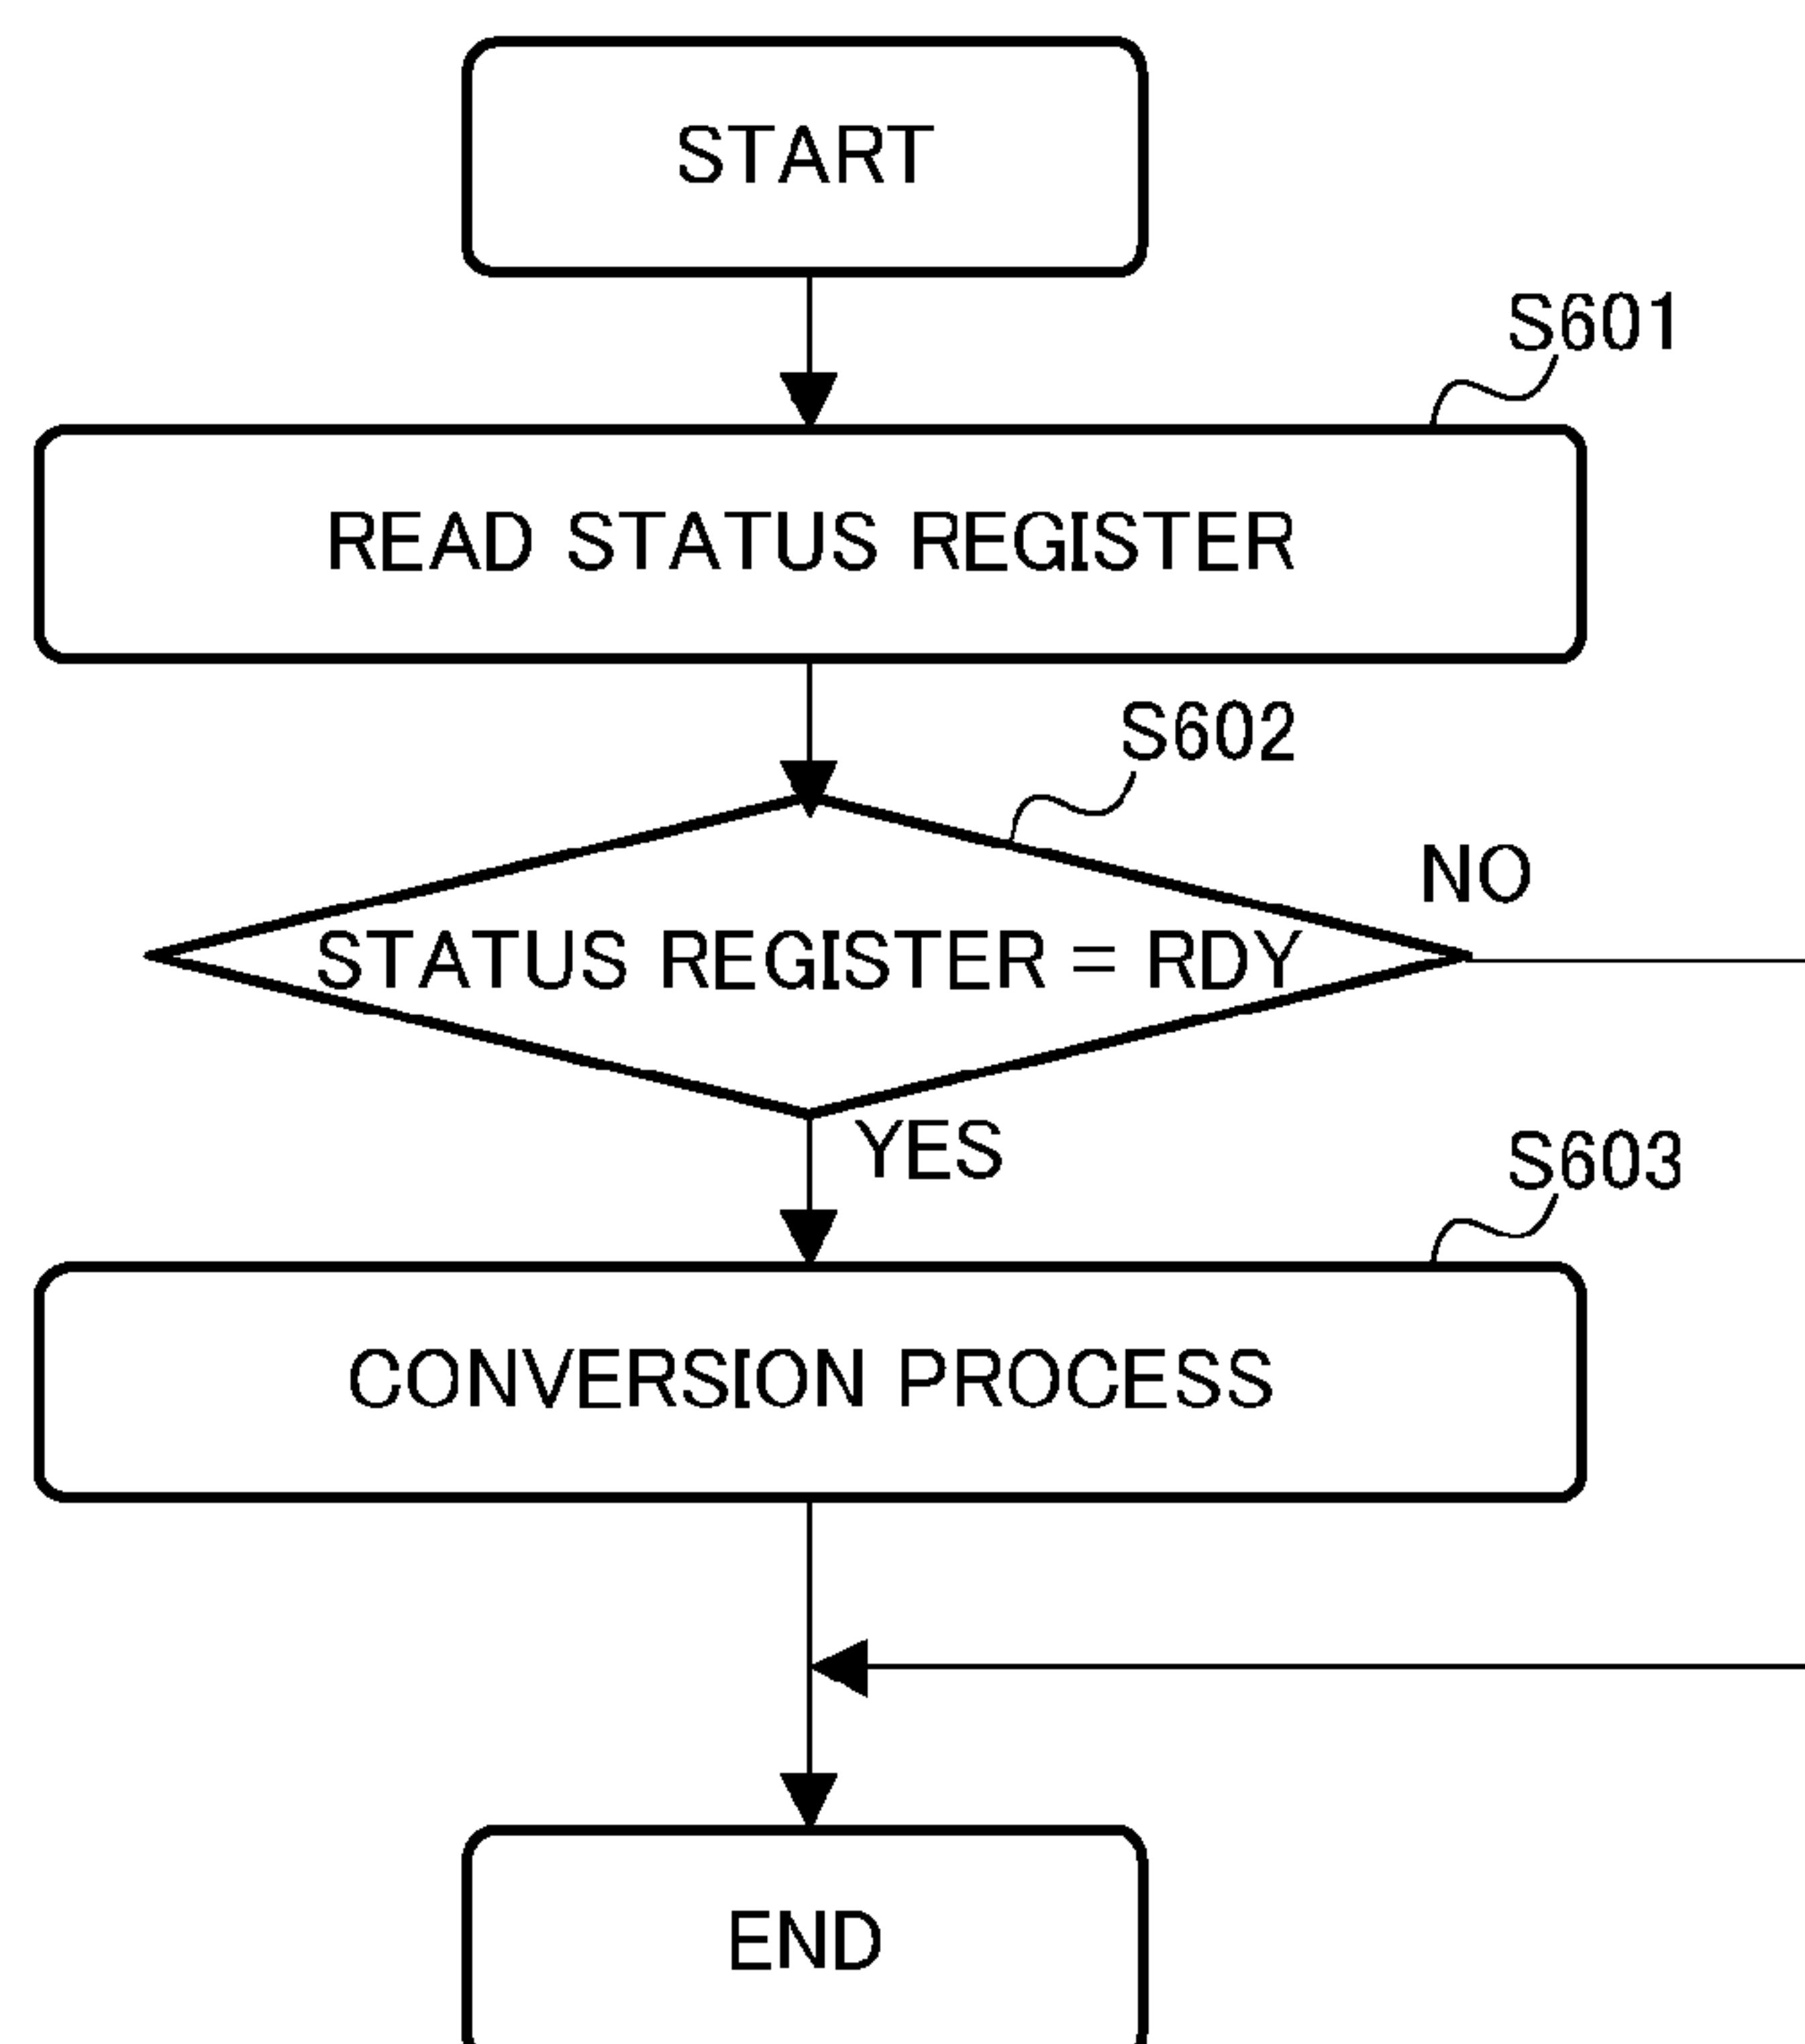 START
S601
READ STATUS REGISTER
S602
NO
STATUS REGISTER = RDY
YES
S603
CONVERSION PROCESS
END